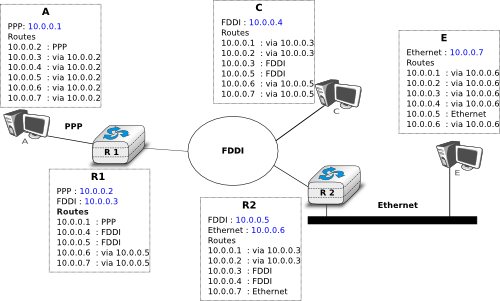 A
PPP: 10.0.0.1
Routes
10.0.0.2 : PPP
10.0.0.3 : via 10.0.0.2
10.0.0.4 : via 10.0.0.2
10.0.0.5 : via 10.0.0.2
10.0.0.6 : via 10.0.0.2
10.0.0.7 : via 10.0.0.2
C
FDDI : 10.0.0.4
Routes
10.0.0.1 : via 10.0.0.3
10.0.0.2 : via 10.0.0.3
10.0.0.3 : FDDI
10.0.0.5 : FDDI
10.0.0.6 : via 10.0.0.5
10.0.0.7 : via 10.0.0.5
E
Ethernet : 10.0.0.7
Routes
10.0.0.1 : via 10.0.0.6
10.0.0.2 : via 10.0.0.6
10.0.0.3 : via 10.0.0.6
10.0.0.4 : via 10.0.0.6
10.0.0.5 : Ethernet
10.0.0.6 : via 10.0.0.6
A
PPP
R 1
FDDI
C
R 2
E
Ethernet
R1
PPP : 10.0.0.2
FDDI : 10.0.0.3
Routes
10.0.0.1 : PPP
10.0.0.4 : FDDI
10.0.0.5 : FDDI
10.0.0.6 : via 10.0.0.5
10.0.0.7 : via 10.0.0.5
R2
FDDI : 10.0.0.5
Ethernet : 10.0.0.6
Routes
10.0.0.1 : via 10.0.0.3
10.0.0.2 : via 10.0.0.3
10.0.0.3 : FDDI
10.0.0.4 : FDDI
10.0.0.7 : Ethernet